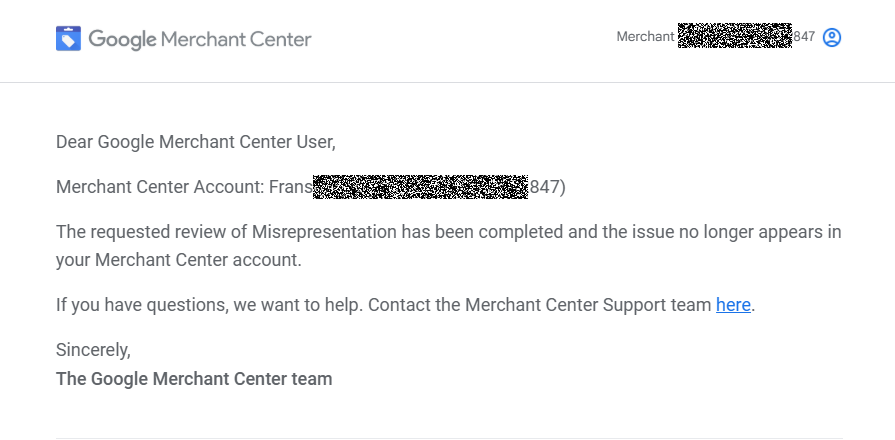 Google Merchant Center
Merchant 847
Dear Google Merchant Center User,
Merchant Center Account: Frans 847)
The requested review of Misrepresentation has been completed and the issue no longer appears in
your Merchant Center account.
If you have questions, we want to help. Contact the Merchant Center Support team here.
Sincerely,
The Google Merchant Center team